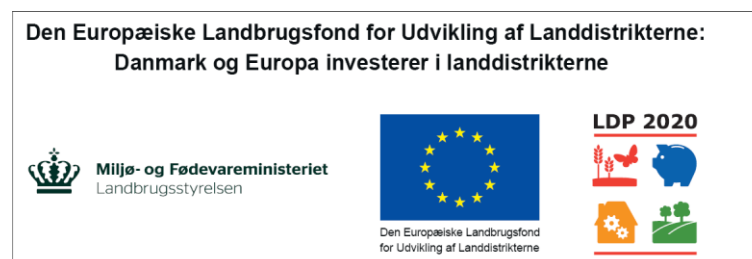 Den Europæiske Landbrugsfond for Udvikling af Landdistrikterne:
Danmark og Europa investerer i landdistrikterne
LDP 2020
Miljø- og Fødevareministeriet
Landbrugsstyrelsen
Den Europæiske Landbrugsfond
for Udvikling af Landdistrikterne